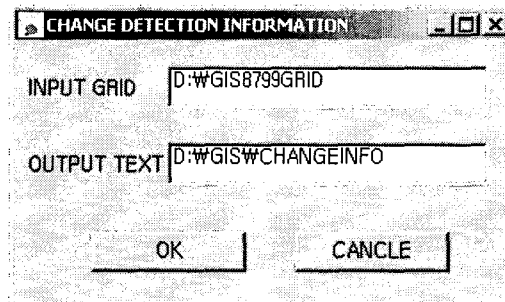 CHANGE DETECTION INFORMATION
INPUT GRID D:₩GIS8799GRID
OUTPUT TEXT D:₩GIS₩CHANGEINFO
OK CANCLE